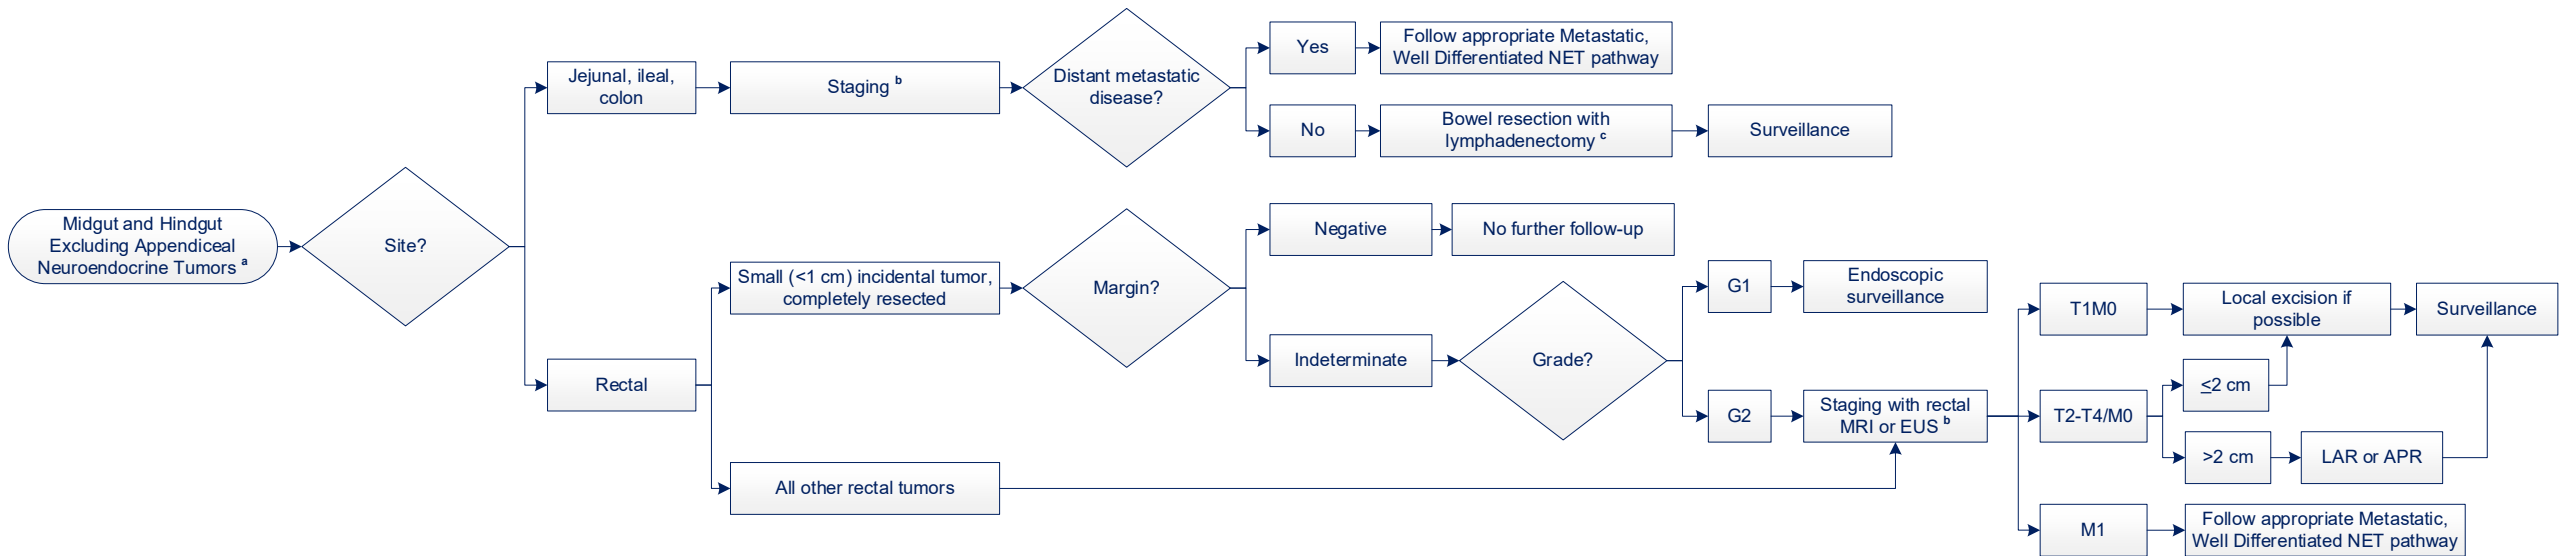 Midgut and Hindgut
Excluding Appendiceal
Neuroendocrine Tumors a
Site?
Jejunal, ileal,
colon
Staging b
Distant metastatic
disease?
Yes
Follow appropriate Metastatic,
Well Differentiated NET pathway
No
Bowel resection with
lymphadenectomy c
Surveillance
Rectal
Small (<1 cm) incidental tumor,
completely resected
Margin?
Negative
No further follow-up
Indeterminate
Grade?
G1
Endoscopic
surveillance
G2
Staging with rectal
MRI or EUS b
All other rectal tumors
T1M0
Local excision if
possible
Surveillance
T2-T4/M0
≤2 cm
>2 cm
LAR or APR
M1
Follow appropriate Metastatic,
Well Differentiated NET pathway